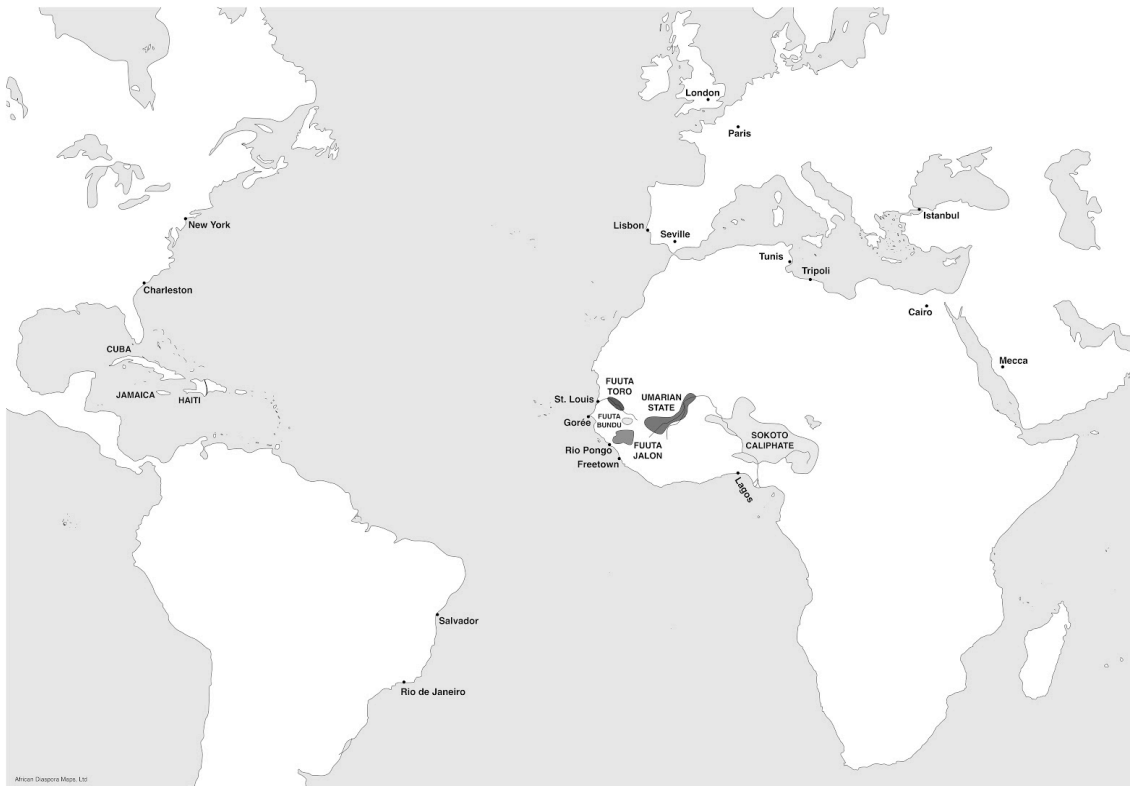 London
Paris
New York
Istanbul
Lisbon
Seville
Tunis
Tripoli
Charleston
Cairo
CUBA
Mecca
JAMAICA
HAITI
FUUTA
TORO
UMARIAN
STATE
St. Louis
Gorée
FUUTA
BUNDU
SOKOTO
CALIPHATE
Rio Pongo
FUUTA
JALON
Freetown
Lagos
Salvador
Rio de Janeiro
African Diaspora Maps, Ltd